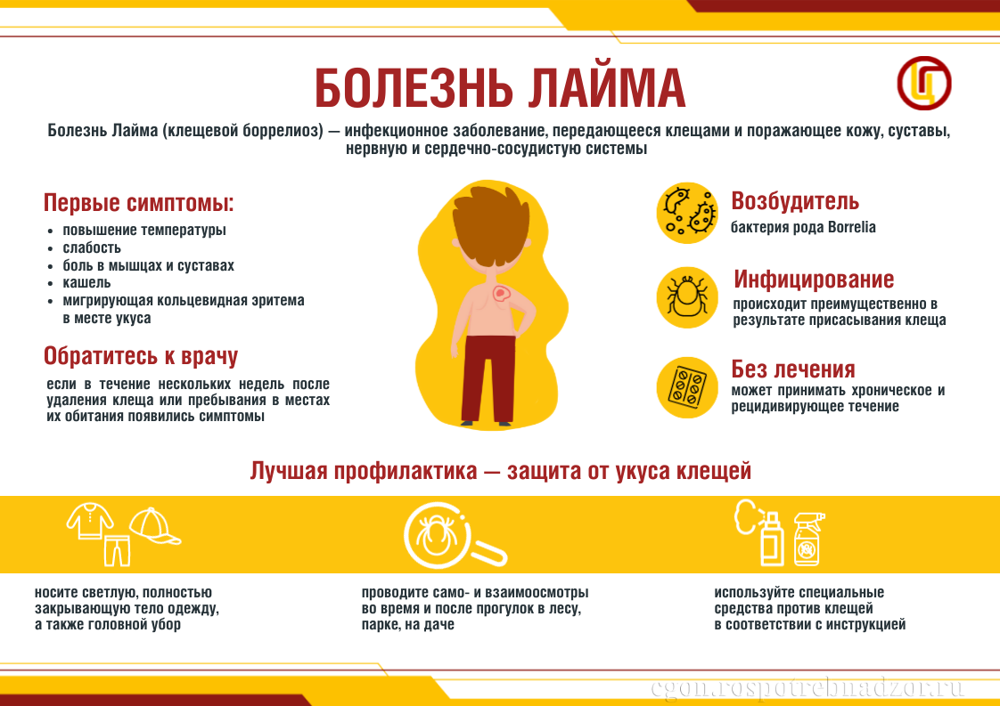 БОЛЕЗНЬ ЛАЙМА
Болезнь Лайма (клещевой боррелиоз) — инфекционное заболевание, передающееся клещами и поражающее кожу, суставы,
нервную и сердечно-сосудистую системы
Первые симптомы:
• повышение температуры
• слабость
• боль в мышцах и суставах
• кашель
• мигрирующая кольцевидная эритема
в месте укуса
Обратитесь к врачу
если в течение нескольких недель после
удаления клеща или пребывания в местах
их обитания появились симптомы
Возбудитель
бактерия рода Borrelia
Инфицирование
происходит преимущественно в
результате присасывания клеща
Без лечения
может принимать хроническое и
рецидивирующее течение
Лучшая профилактика — защита от укуса клещей
носите светлую, полностью
закрывающую тело одежду,
а также головной убор
проводите само- и взаимоосмотры
во время и после прогулок в лесу,
парке, на даче
используйте специальные
средства против клещей
в соответствии с инструкцией
cgon.rospotrebnadzor.ru